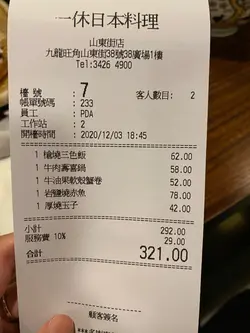 一休日本料理
山東街店
九龍旺角山東街38號38廣場1樓
Tel:3426 4900
檯號 : 7 客人數目: 2
帳單號碼 : 233
員工 : PDA
工作站 : 2
開檯時間 : 2020/12/03 18:45
1 槍燒三色飯 62.00
1 牛肉壽喜鍋 58.00
1 牛油果軟殼蟹卷 52.00
1 岩鹽燒赤魚 78.00
1 厚燒玉子 42.00
小計 292.00
服務費 10% 29.00
合計 321.00
顧客簽名